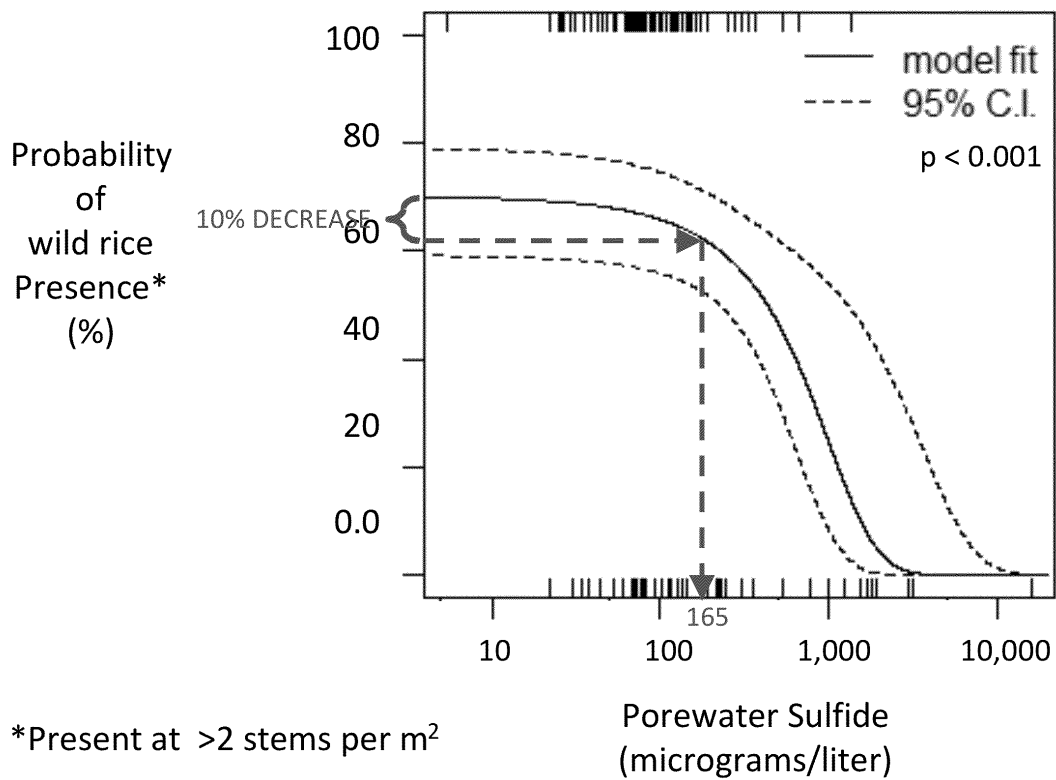 100
80
60
40
20
0.0
Probability
of
wild rice
Presence*
(%)
10% DECREASE
model fit
95% C.I.
p < 0.001
165
10
100
1,000
10,000
Porewater Sulfide
(micrograms/liter)
*Present at >2 stems per m²